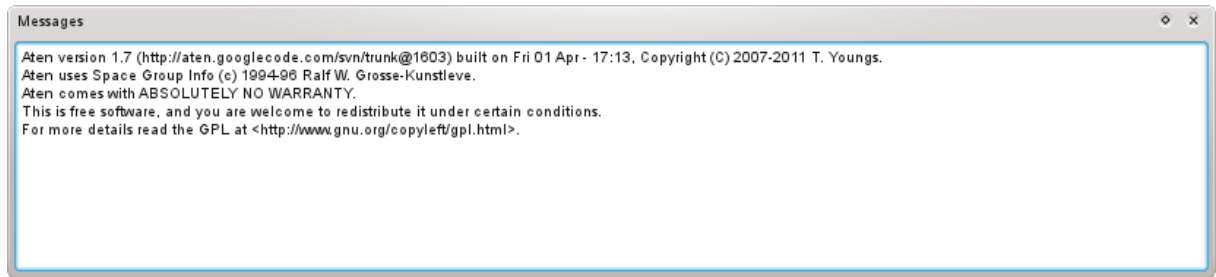 Messages
Aten version 1.7 (http://aten.googlecode.com/svn/trunk@1603) built on Fri 01 Apr - 17:13, Copyright (C) 2007-2011 T. Youngs.
Aten uses Space Group Info (c) 1994-96 Ralf W. Grosse-Kunstleve.
Aten comes with ABSOLUTELY NO WARRANTY.
This is free software, and you are welcome to redistribute it under certain conditions.
For more details read the GPL at <http://www.gnu.org/copyleft/gpl.html>.